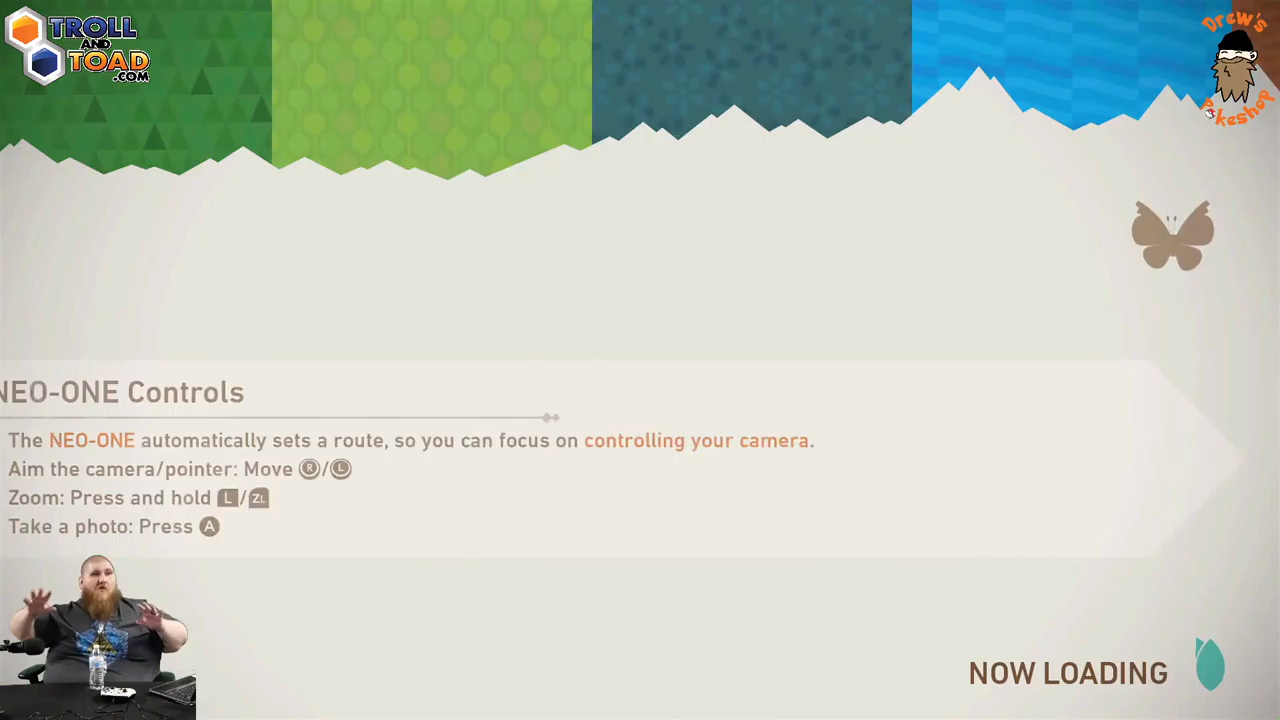 TROLL
AND
TOAD
.COM
Drew's
Pokeshop
NEO-ONE Controls
The NEO-ONE automatically sets a route, so you can focus on controlling your camera.
Aim the camera/pointer: Move R/L
Zoom: Press and hold L/ZL
Take a photo: Press A
NOW LOADING